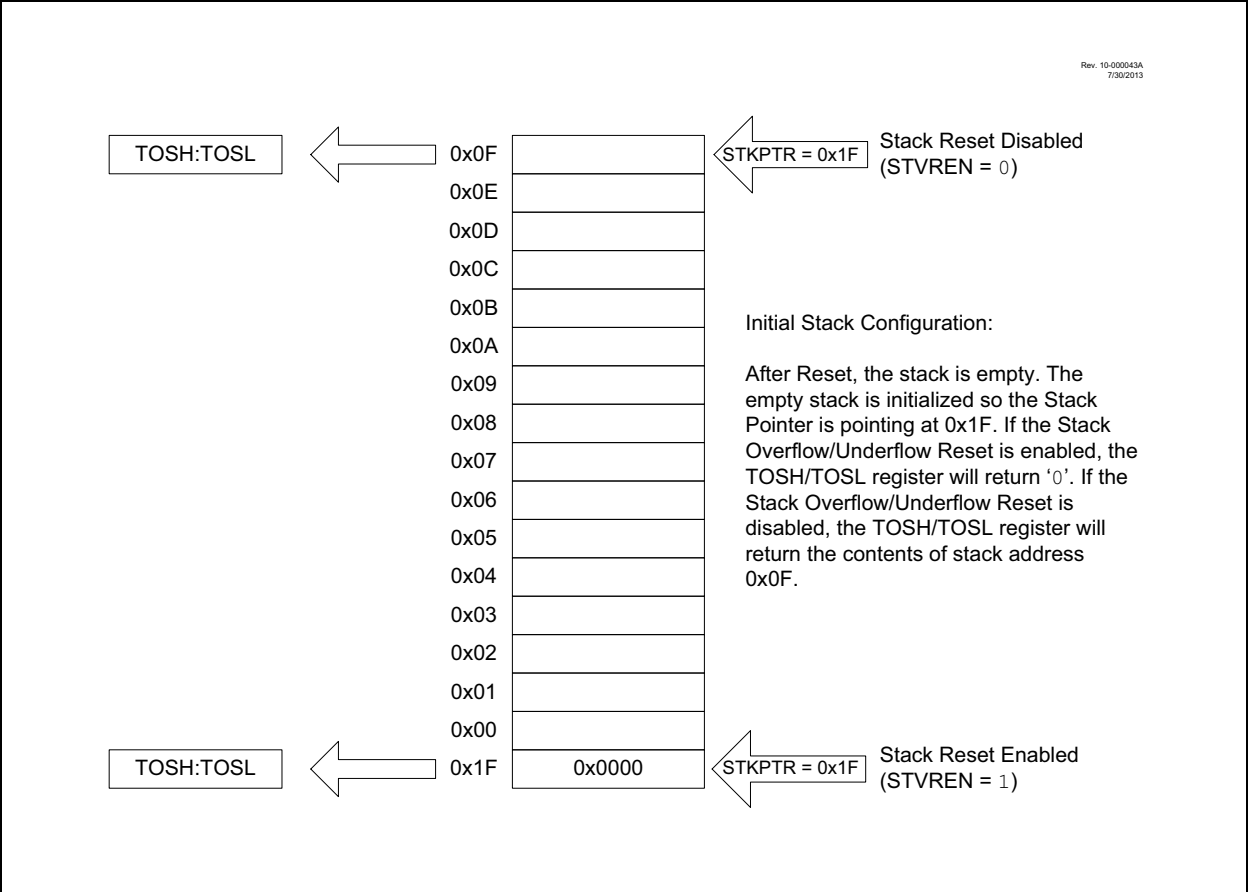 Rev. 10-000043A
7/30/2013
TOSH:TOSL
0x0F
STKPTR = 0x1F
Stack Reset Disabled
(STVREN = 0)
0x0E
0x0D
0x0C
0x0B
0x0A
0x09
0x08
0x07
0x06
0x05
0x04
0x03
0x02
0x01
0x00
Initial Stack Configuration:
After Reset, the stack is empty. The
empty stack is initialized so the Stack
Pointer is pointing at 0x1F. If the Stack
Overflow/Underflow Reset is enabled, the
TOSH/TOSL register will return ‘0’. If the
Stack Overflow/Underflow Reset is
disabled, the TOSH/TOSL register will
return the contents of stack address
0x0F.
TOSH:TOSL
0x1F
0x0000
STKPTR = 0x1F
Stack Reset Enabled
(STVREN = 1)